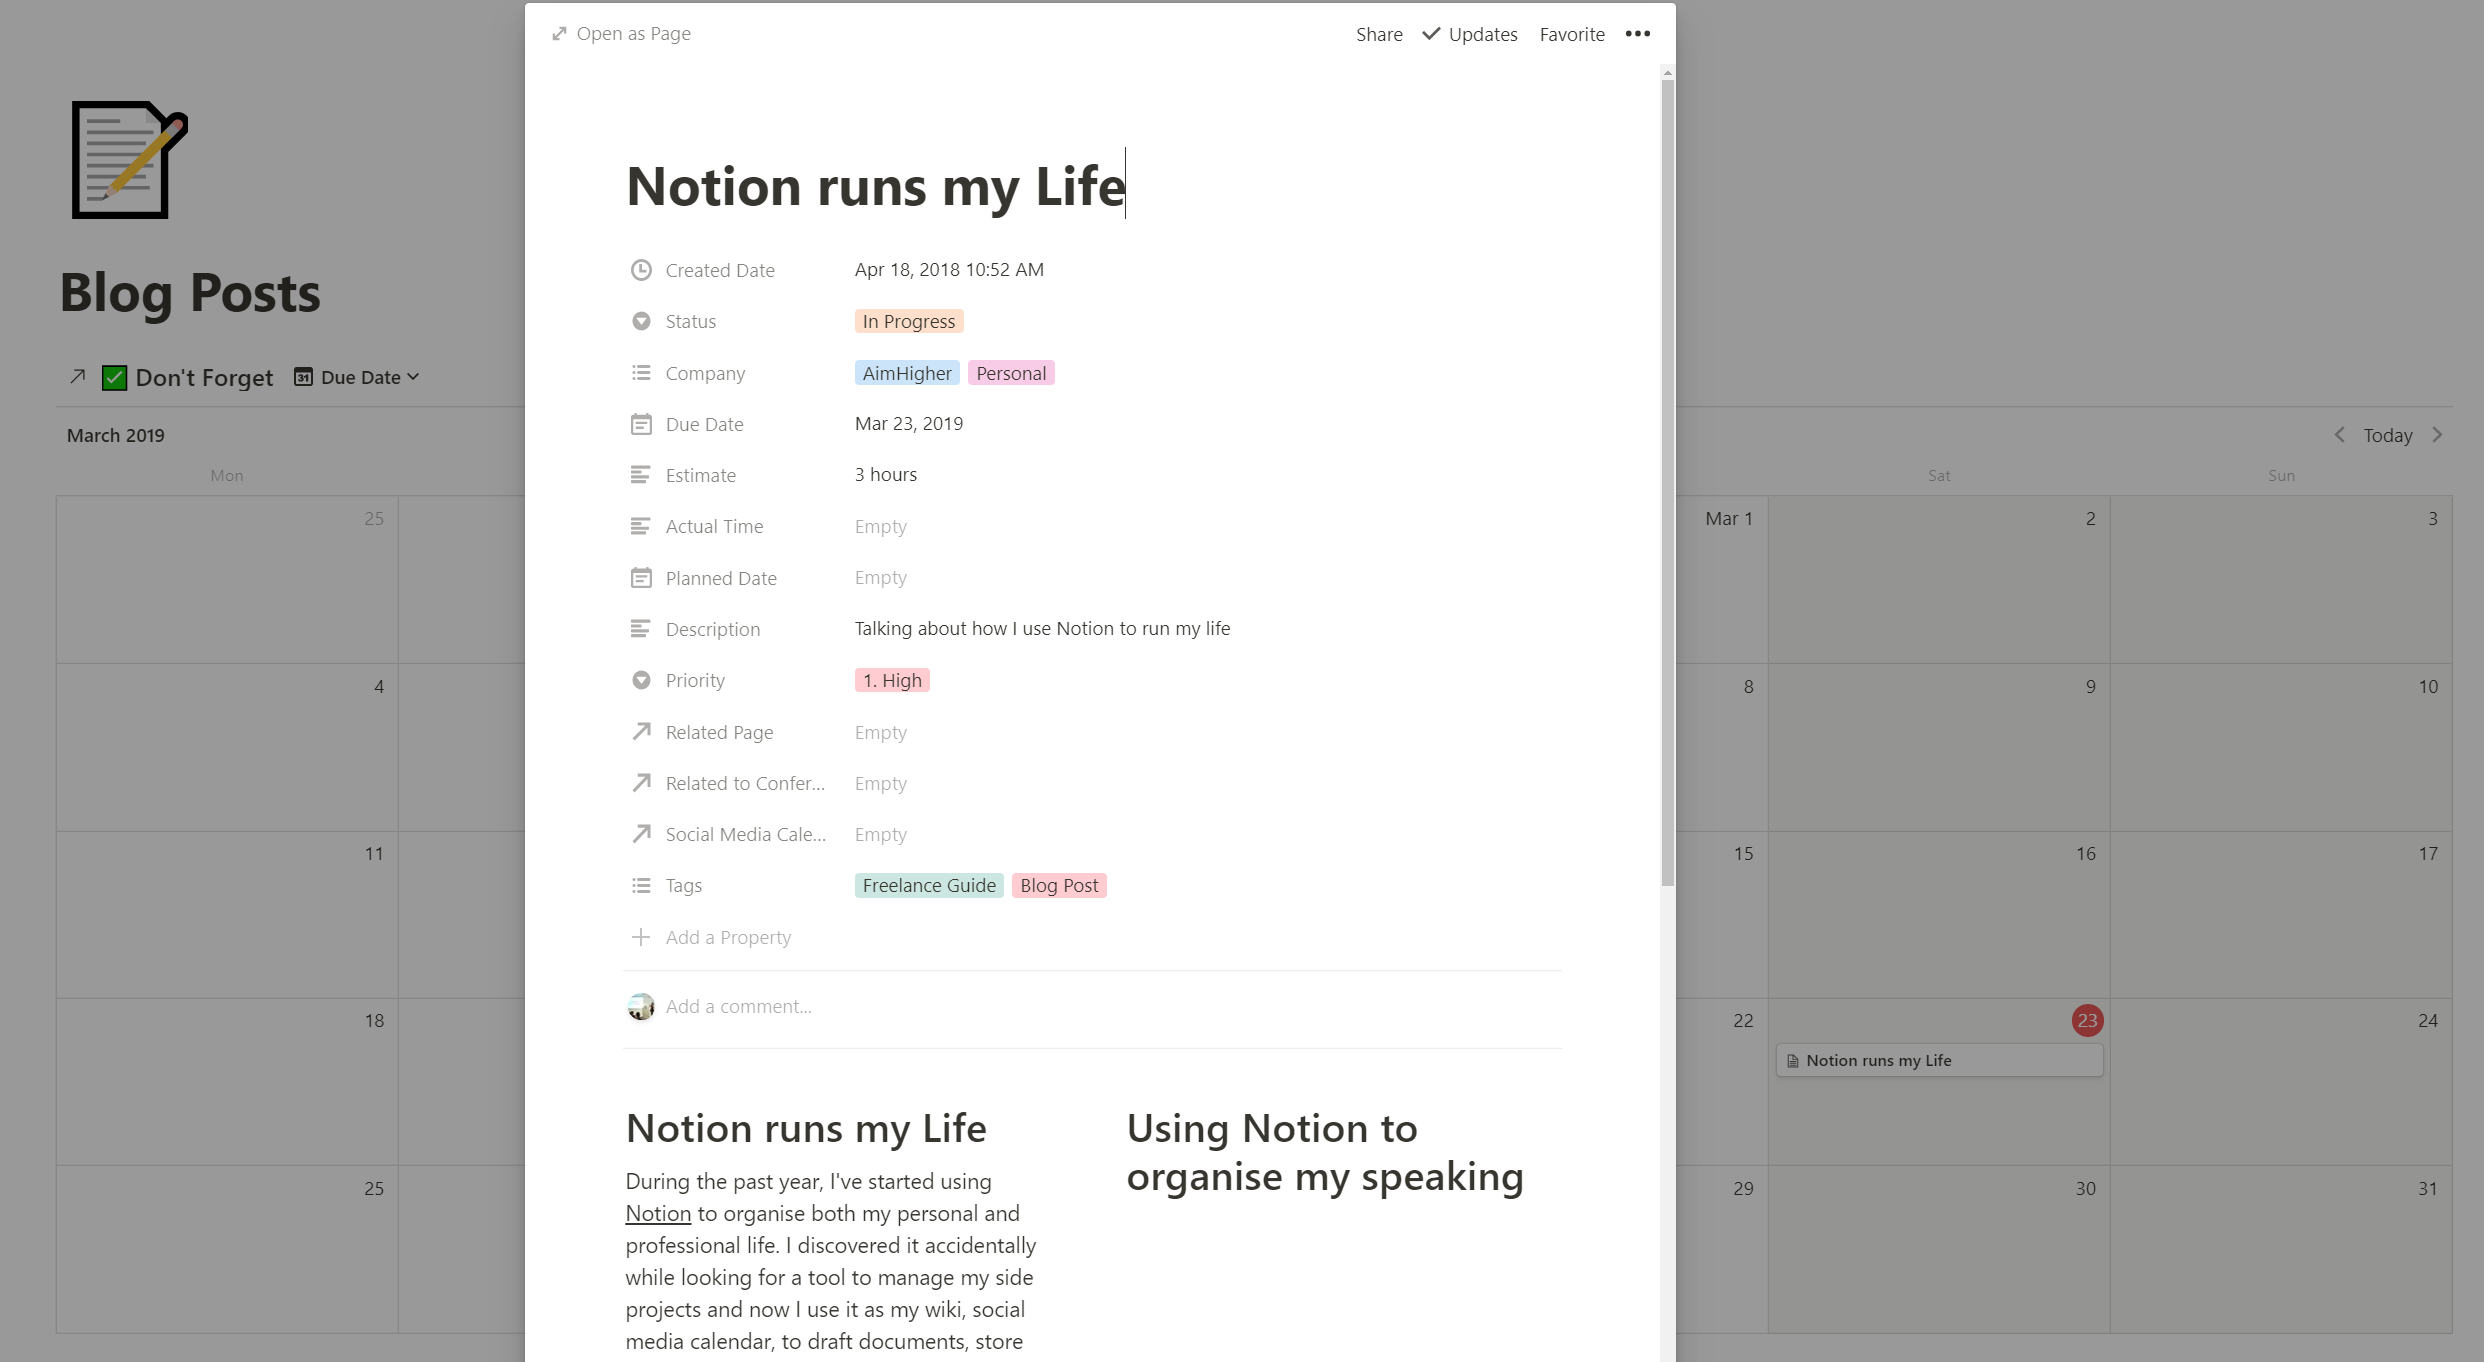 Open as Page
Share Updates Favorite
Notion runs my Life
Created Date Apr 18, 2018 10:52 AM
Status In Progress
Company AimHigher Personal
Due Date Mar 23, 2019
Estimate 3 hours
Actual Time Empty
Planned Date Empty
Description Talking about how I use Notion to run my life
Priority 1. High
Related Page Empty
Related to Confer... Empty
Social Media Cale... Empty
Tags Freelance Guide Blog Post
Add a Property
Add a comment...
Notion runs my Life
During the past year, I've started using
Notion to organise both my personal and
professional life. I discovered it accidentally
while looking for a tool to manage my side
projects and now I use it as my wiki, social
media calendar, to draft documents, store
Using Notion to
organise my speaking
Blog Posts
Don't Forget 31 Due Date
March 2019 Today
Mon Sat Sun
25 Mar 1 2 3
4 8 9 10
11 15 16 17
18 22 23 24
Notion runs my Life
25 29 30 31